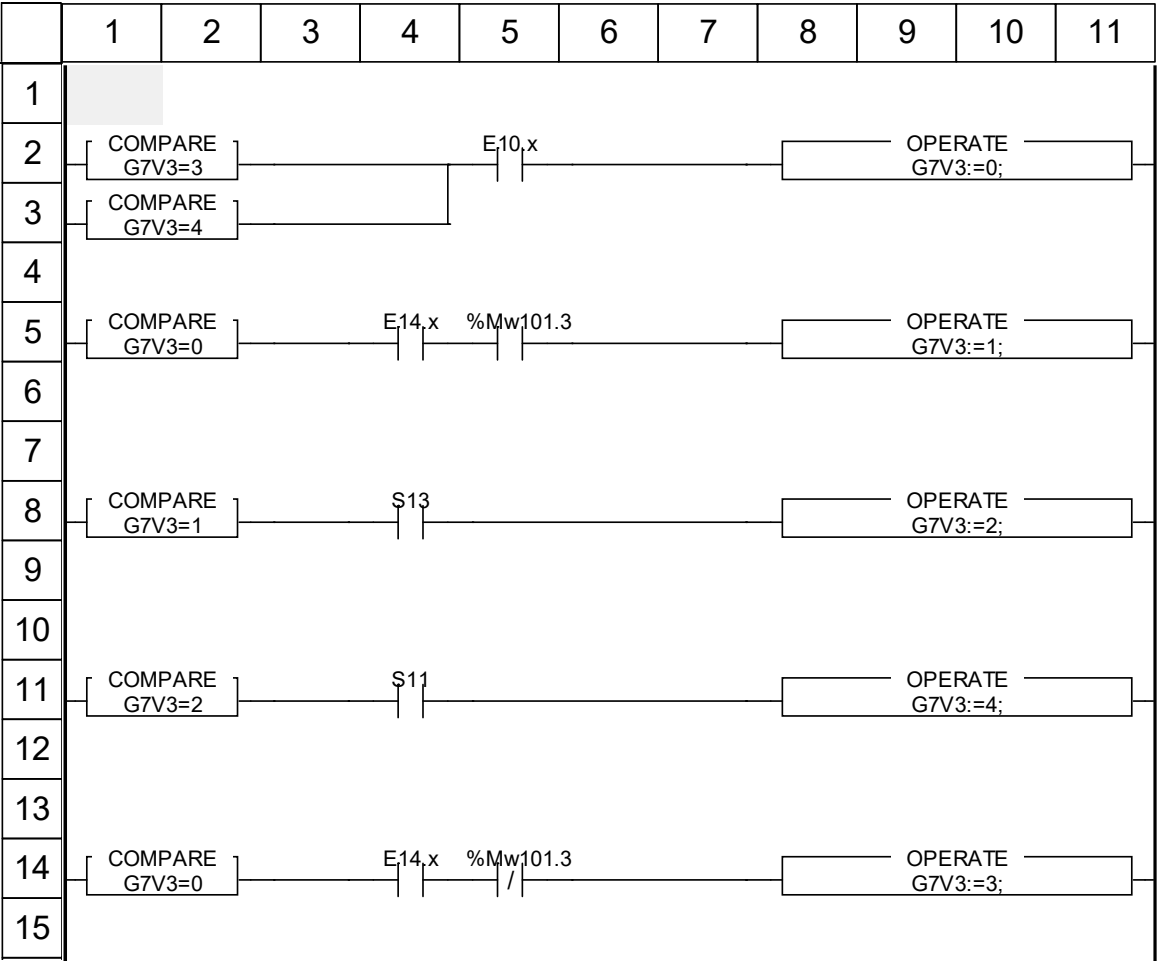 1 2 3 4 5 6 7 8 9 10 11
1
2 COMPARE E10.x OPERATE
G7V3=3 G7V3:=0;
3 COMPARE
G7V3=4
4
5 COMPARE E14.x %Mw101.3 OPERATE
G7V3=0 G7V3:=1;
6
7
8 COMPARE S13 OPERATE
G7V3=1 G7V3:=2;
9
10
11 COMPARE S11 OPERATE
G7V3=2 G7V3:=4;
12
13
14 COMPARE E14.x %Mw101.3 OPERATE
G7V3=0 / G7V3:=3;
15